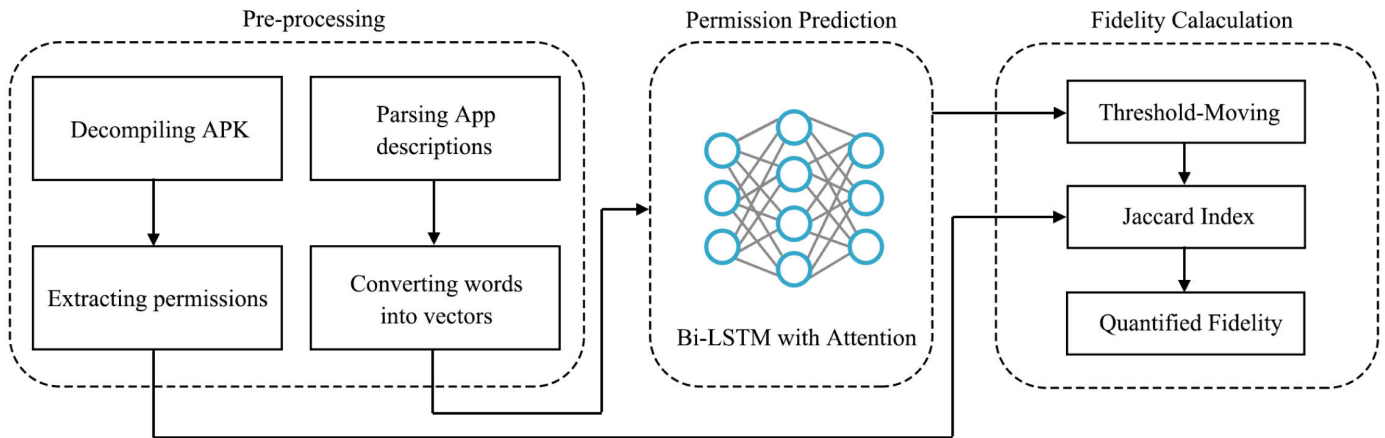 Pre-processing
Decompiling APK
Parsing App
descriptions
Extracting permissions
Converting words
into vectors
Permission Prediction
Bi-LSTM with Attention
Fidelity Calaculation
Threshold-Moving
Jaccard Index
Quantified Fidelity